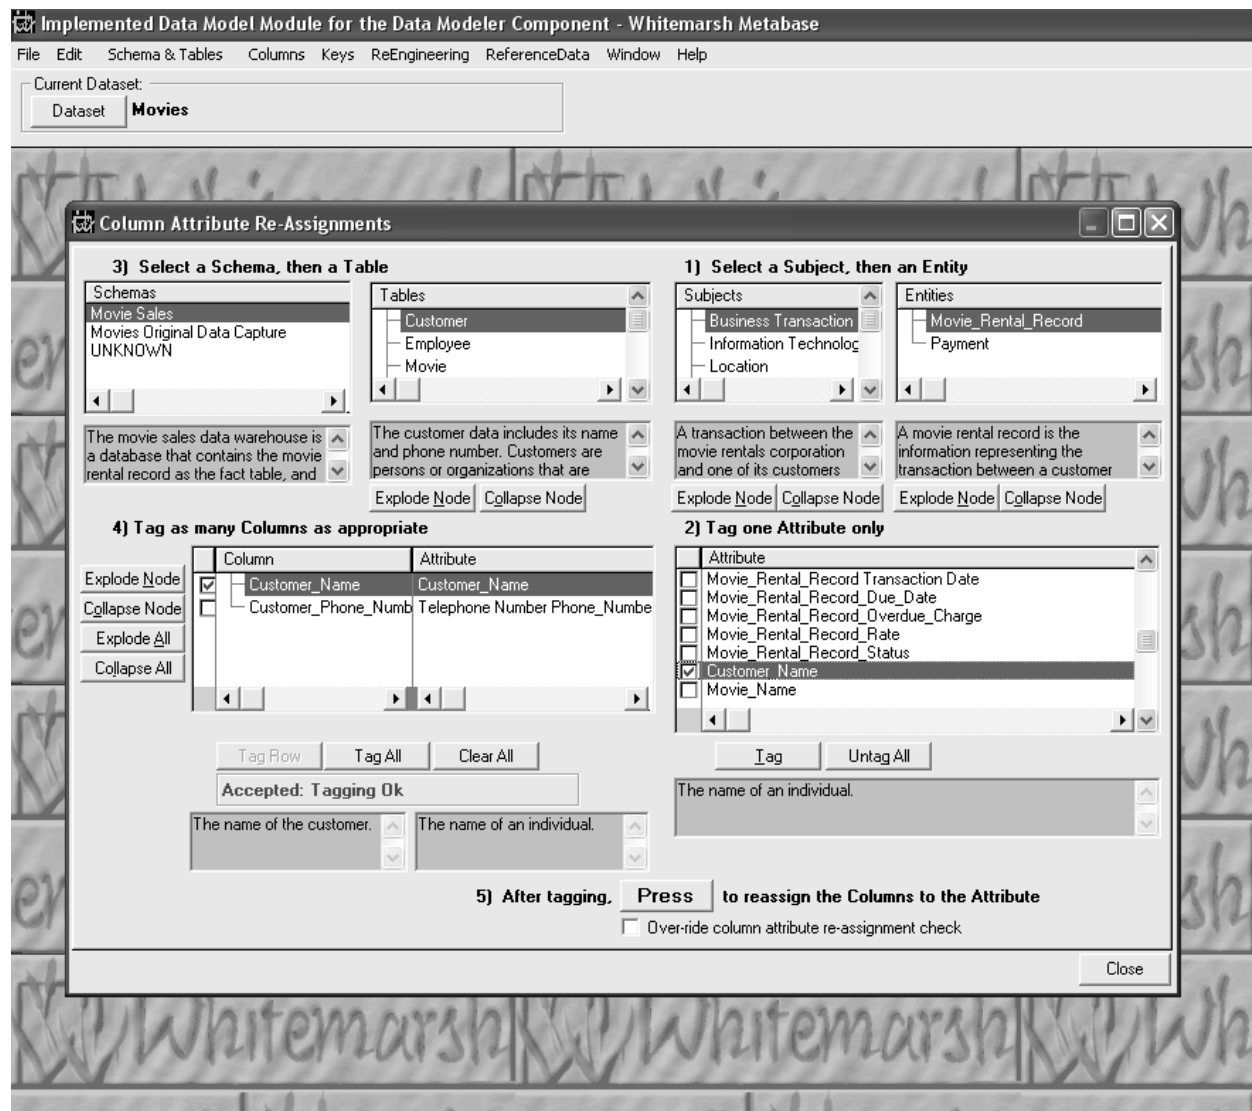 Implemented Data Model Module for the Data Modeler Component - Whitemarsh Metabase
File Edit Schema & Tables Columns Keys ReEngineering ReferenceData Window Help
Current Dataset:
Dataset Movies
Column Attribute Re-Assignments
3) Select a Schema, then a Table
Schemas
Movie Sales
Movies Original Data Capture
UNKNOWN
Tables
Customer
Employee
Movie
The movie sales data warehouse is
a database that contains the movie
rental record as the fact table, and
The customer data includes its name
and phone number. Customers are
persons or organizations that are
Explode Node Collapse Node
1) Select a Subject, then an Entity
Subjects
Business Transaction
Information Technolog
Location
Entities
Movie_Rental_Record
Payment
A transaction between the
movie rentals corporation
and one of its customers
A movie rental record is the
information representing the
transaction between a customer
Explode Node Collapse Node Explode Node Collapse Node
4) Tag as many Columns as appropriate
Explode Node
Collapse Node
Explode All
Collapse All
Column Attribute
Customer_Name Customer_Name
Customer_Phone_Numb Telephone Number Phone_Numbe
Tag Row Tag All Clear All
Accepted: Tagging Ok
The name of the customer. The name of an individual.
2) Tag one Attribute only
Attribute
Movie_Rental_Record Transaction Date
Movie_Rental_Record_Due_Date
Movie_Rental_Record_Overdue_Charge
Movie_Rental_Record_Rate
Movie_Rental_Record_Status
Customer_Name
Movie_Name
Tag Untag All
The name of an individual.
5) After tagging, Press to reassign the Columns to the Attribute
Over-ride column attribute re-assignment check
Close
Whitemarsh Whitemarsh Wh